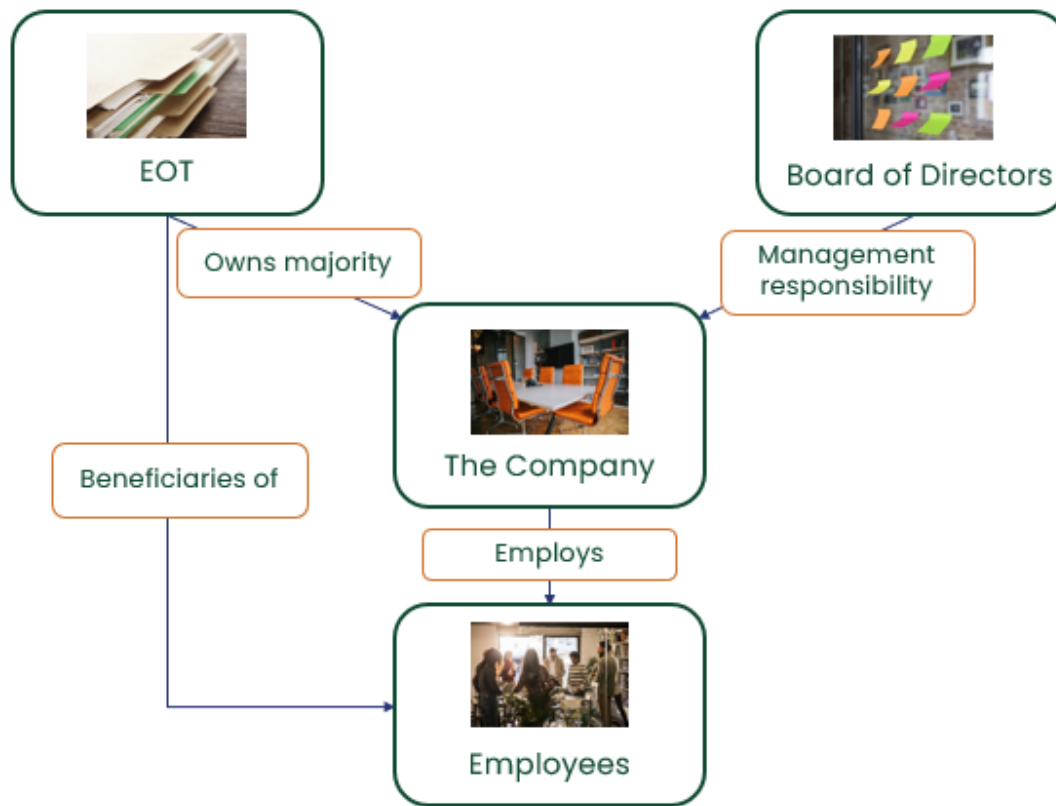 EOT
Board of Directors
Owns majority
Management
responsibility
The Company
Beneficiaries of
Employs
Employees